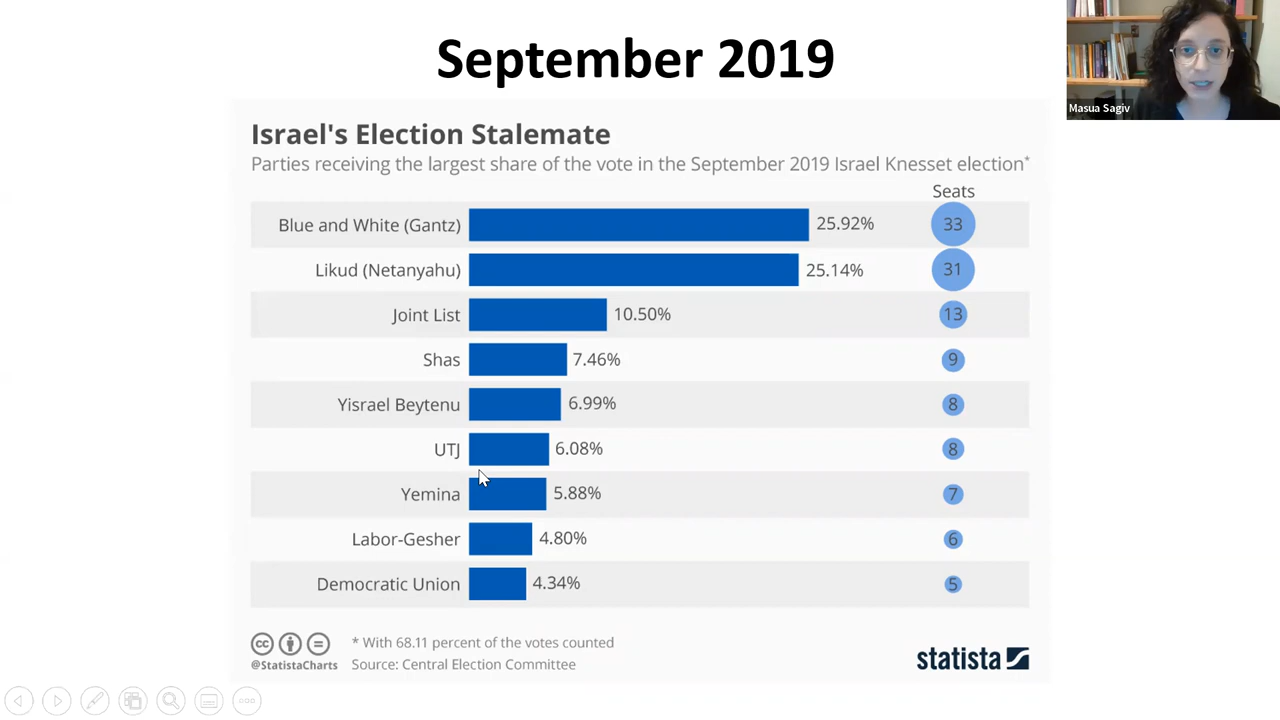 September 2019
Masua Sagiv
Israel's Election Stalemate
Parties receiving the largest share of the vote in the September 2019 Israel Knesset election*
Seats
Blue and White (Gantz) 25.92% 33
Likud (Netanyahu) 25.14% 31
Joint List 10.50% 13
Shas 7.46% 9
Yisrael Beytenu 6.99% 8
UTJ 6.08% 8
Yemina 5.88% 7
Labor-Gesher 4.80% 6
Democratic Union 4.34% 5
cc
@StatistaCharts
* With 68.11 percent of the votes counted
Source: Central Election Committee
statista